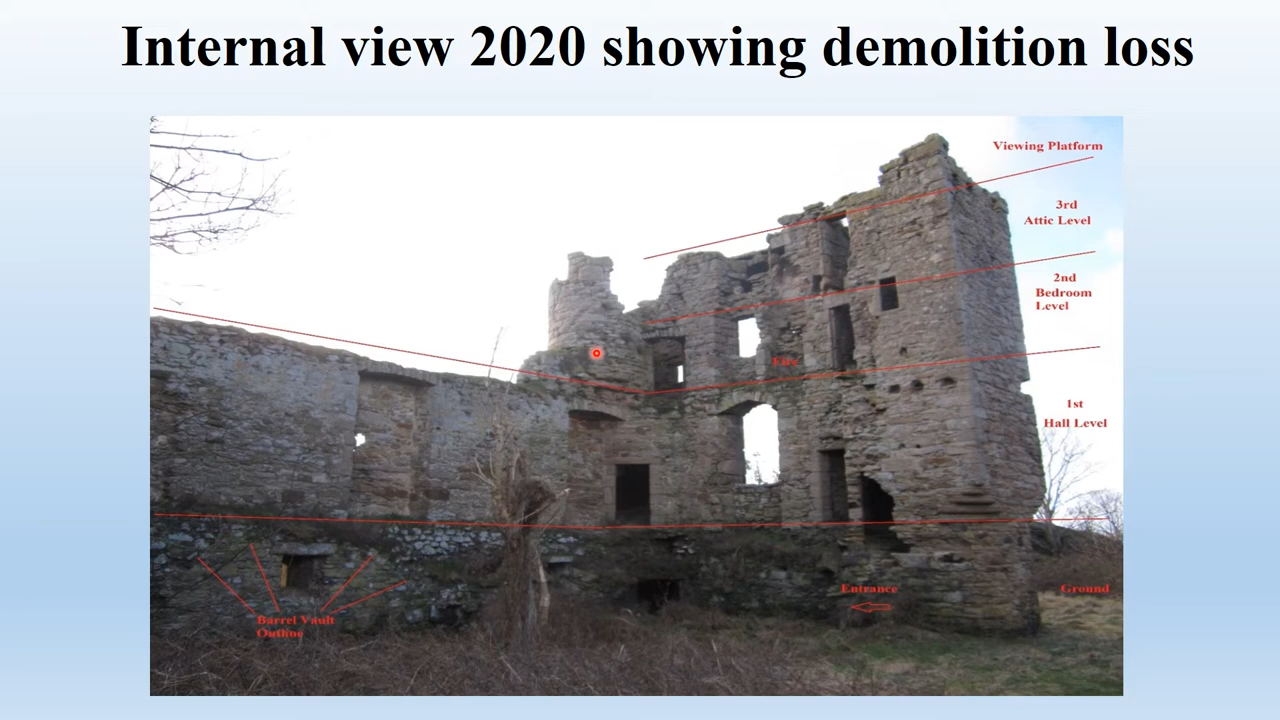 Internal view 2020 showing demolition loss
Viewing Platform
3rd
Attic Level
2nd
Bedroom
Level
Fire
1st
Hall Level
Entrance
Ground
Barrel Vault
Outline